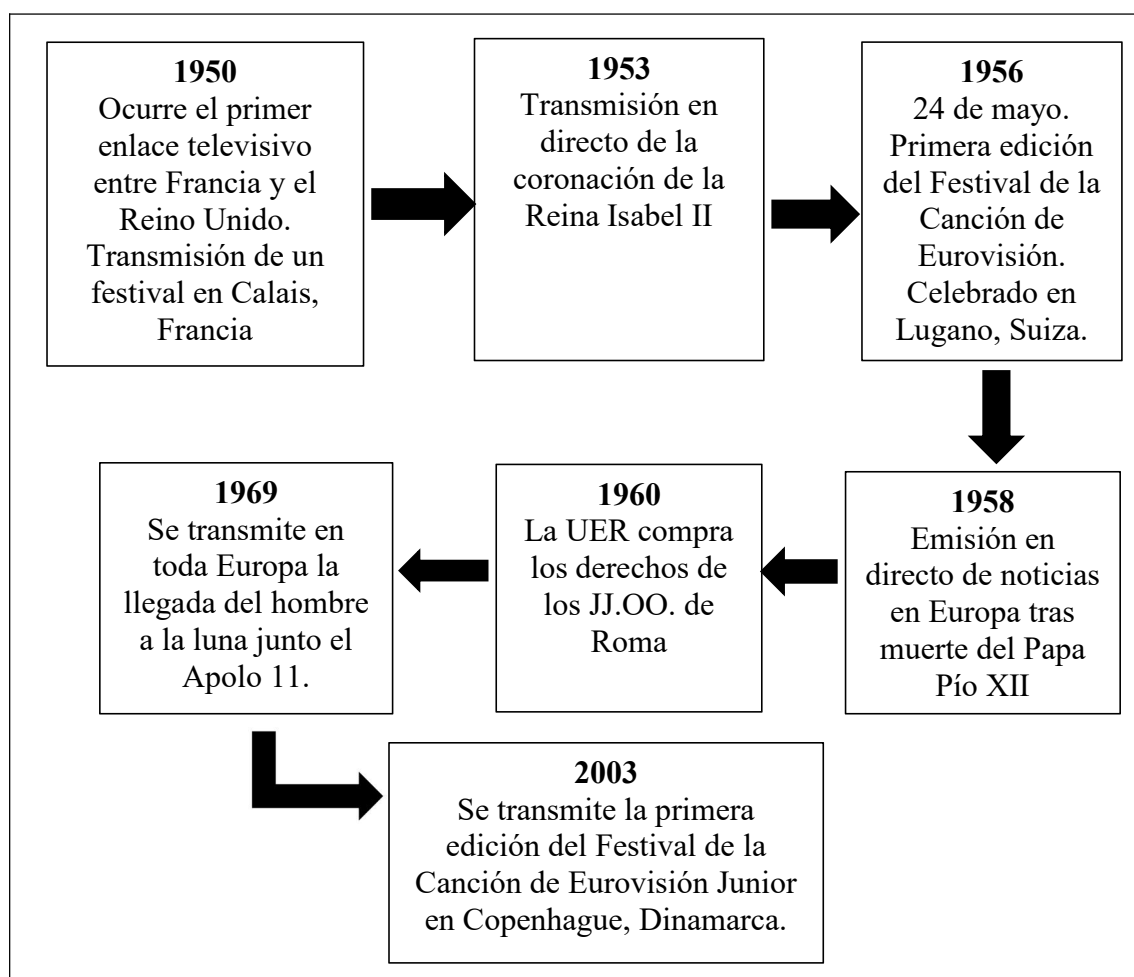 1950
Ocurre el primer
enlace televisivo
entre Francia y el
Reino Unido.
Transmisión de un
festival en Calais,
Francia
1953
Transmisión en
directo de la
coronación de la
Reina Isabel II
1956
24 de mayo.
Primera edición
del Festival de la
Canción de
Eurovisión.
Celebrado en
Lugano, Suiza.
1958
Emisión en
directo de noticias
en Europa tras
muerte del Papa
Pío XII
1960
La UER compra
los derechos de
los JJ.OO. de
Roma
1969
Se transmite en
toda Europa la
llegada del hombre
a la luna junto el
Apolo 11.
2003
Se transmite la primera
edición del Festival de la
Canción de Eurovisión Junior
en Copenhague, Dinamarca.